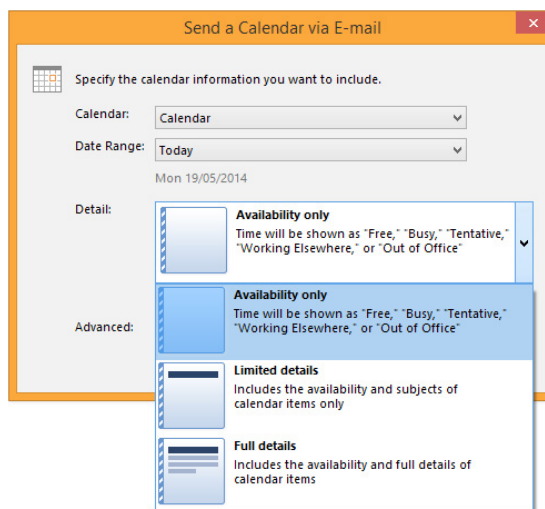 Send a Calendar via E-mail
Specify the calendar information you want to include.
Calendar:
Calendar
Date Range:
Today
Mon 19/05/2014
Detail:
Availability only
Time will be shown as "Free," "Busy," "Tentative,"
"Working Elsewhere," or "Out of Office"
Availability only
Time will be shown as "Free," "Busy," "Tentative,"
"Working Elsewhere," or "Out of Office"
Advanced:
Limited details
Includes the availability and subjects of
calendar items only
Full details
Includes the availability and full details of
calendar items